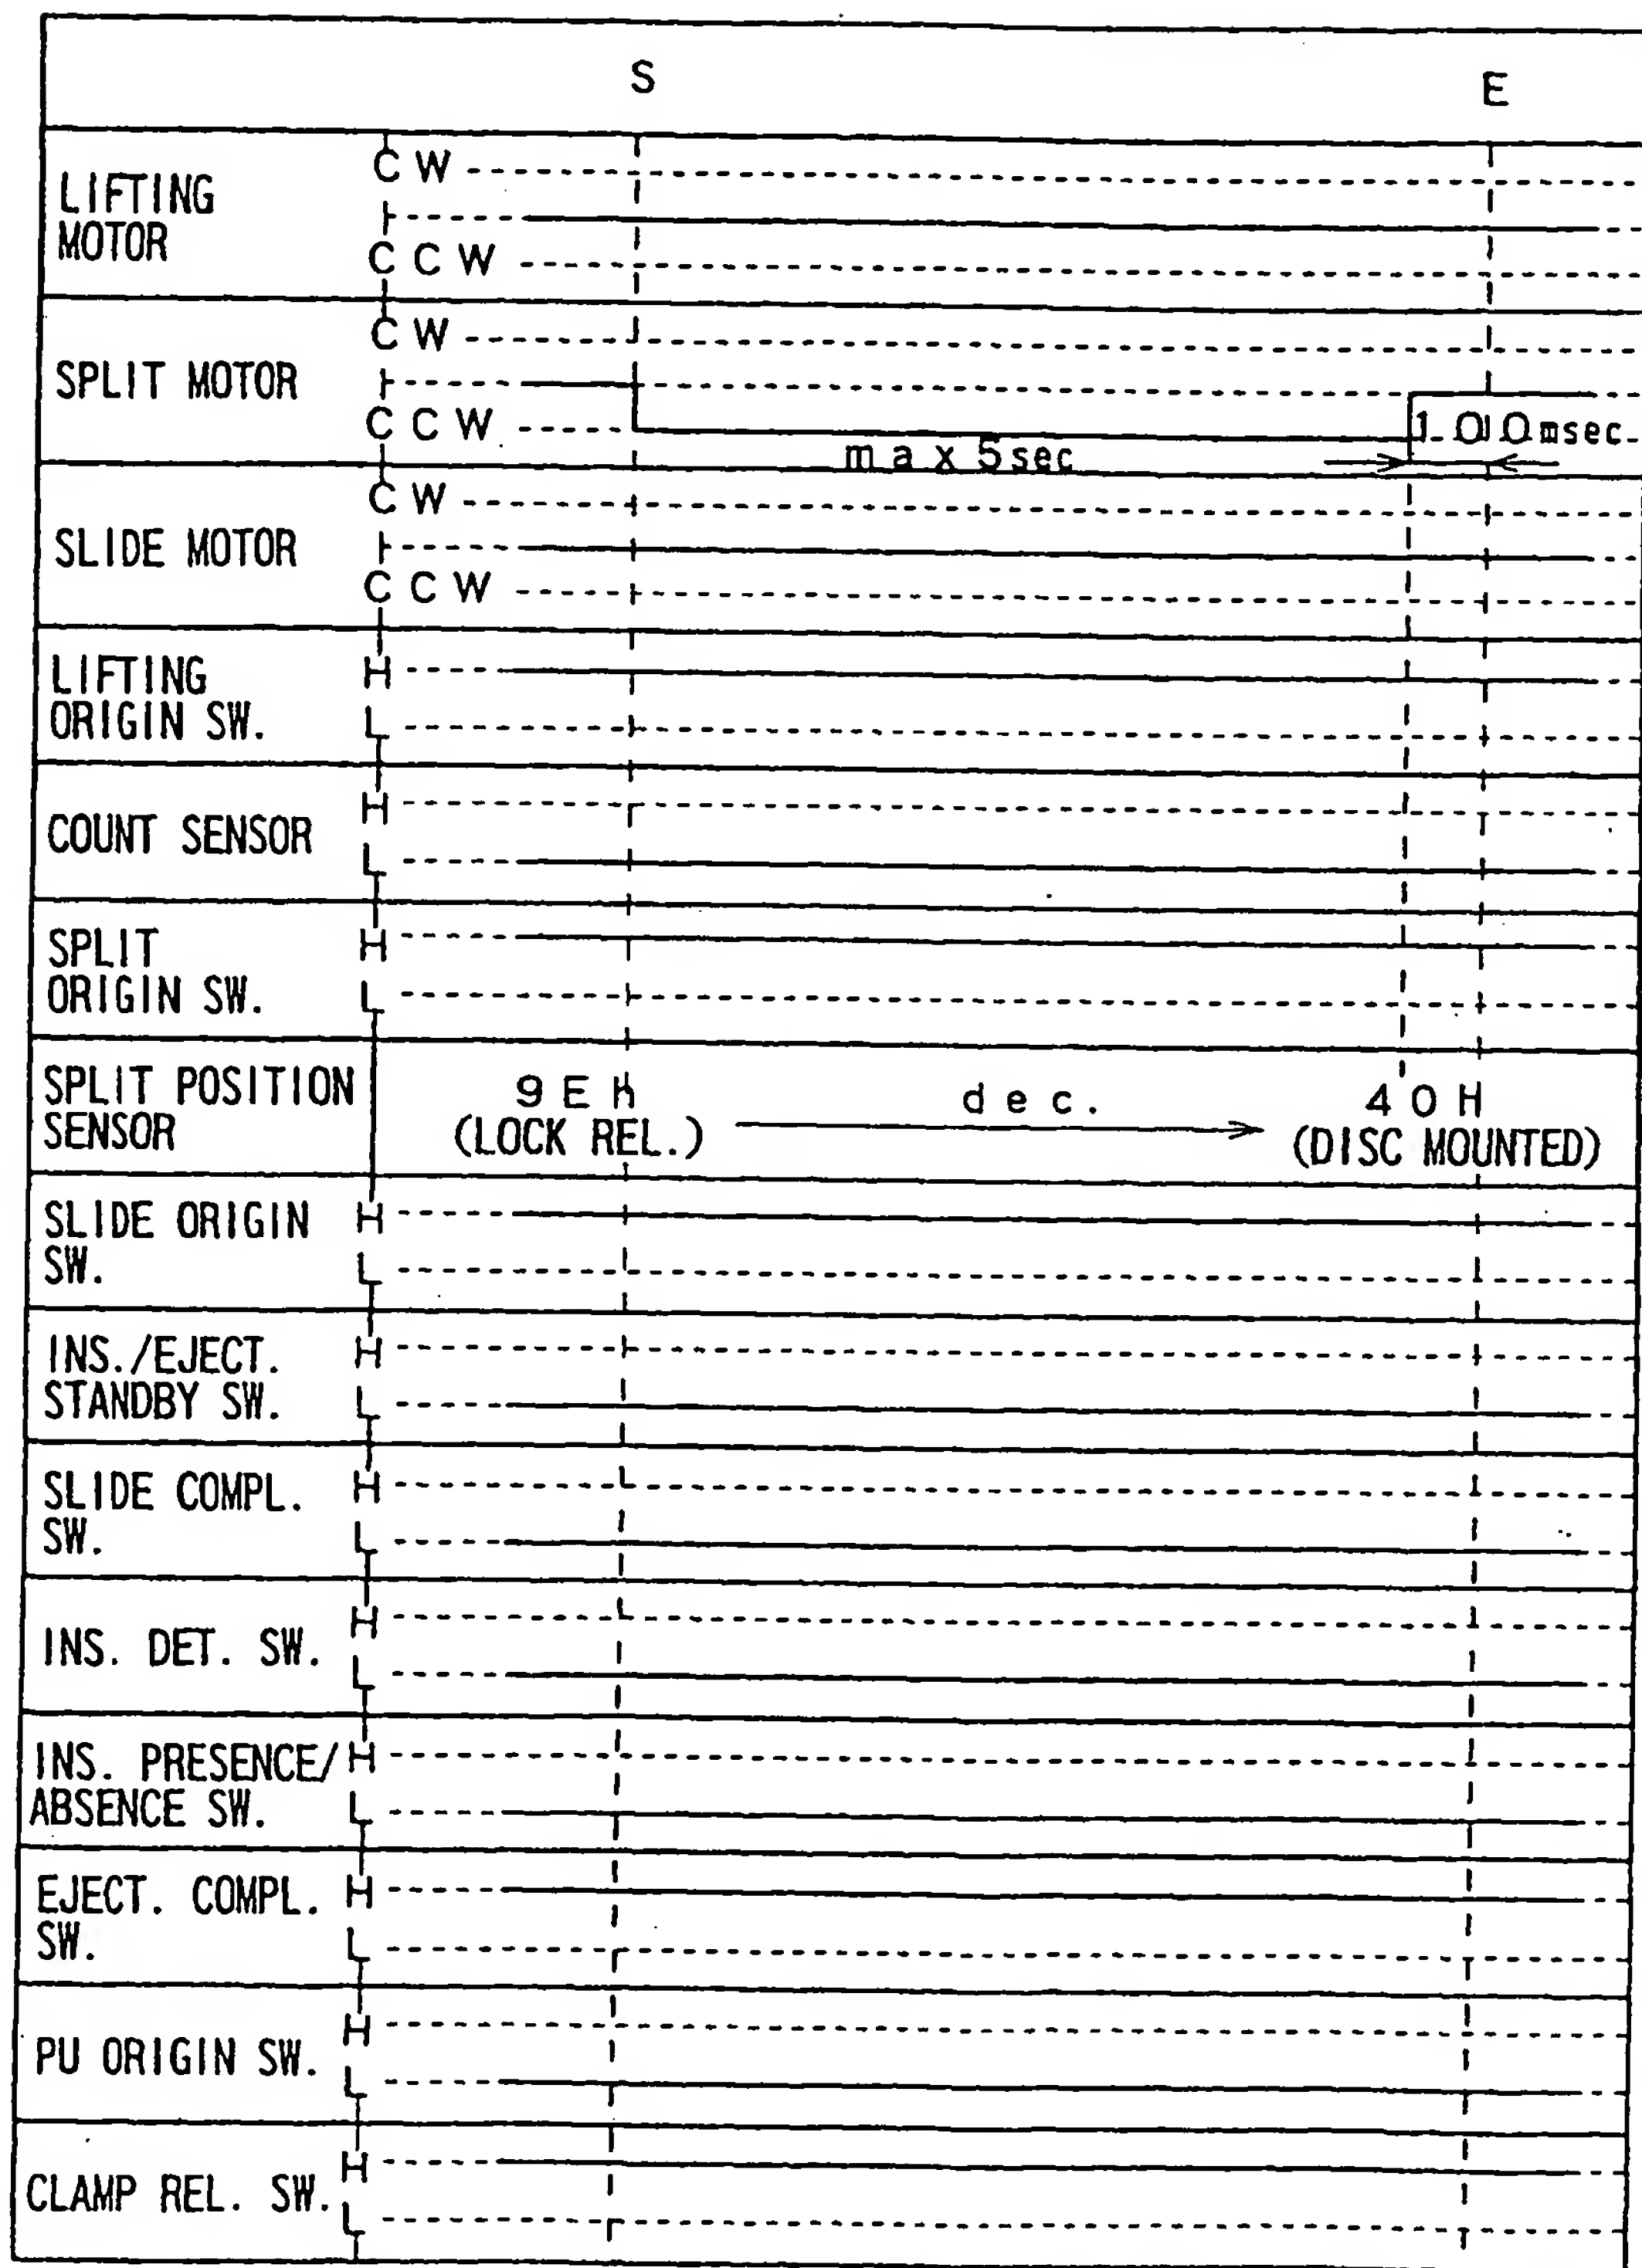 S E
LIFTING
MOTOR
CW
CCW
SPLIT MOTOR
CW
CCW
max 5sec
100msec
SLIDE MOTOR
CW
CCW
LIFTING
ORIGIN SW.
H
L
COUNT SENSOR
H
L
SPLIT
ORIGIN SW.
H
L
SPLIT POSITION
SENSOR
9EH
(LOCK REL.)
dec.
40H
(DISC MOUNTED)
SLIDE ORIGIN
SW.
H
L
INS./EJECT.
STANDBY SW.
H
L
SLIDE COMPL.
SW.
H
L
INS. DET. SW.
H
L
INS. PRESENCE/
ABSENCE SW.
H
L
EJECT. COMPL.
SW.
H
L
PU ORIGIN SW.
H
L
CLAMP REL. SW.
H
L